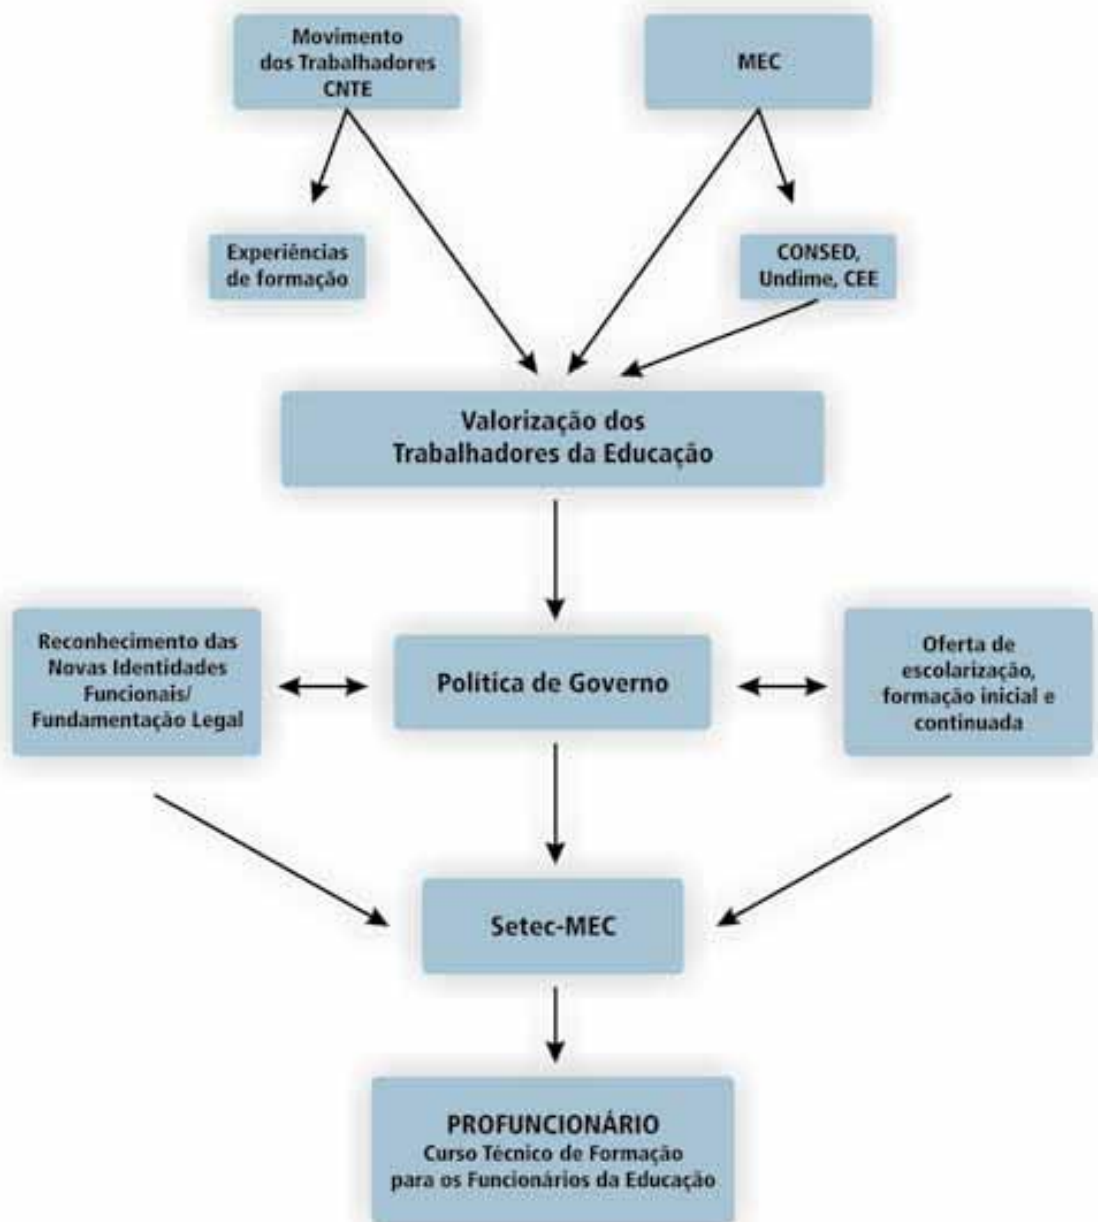 Movimento
dos Trabalhadores
CNTE
MEC
Experiências
de formação
CONSED,
Undime, CEE
Valorização dos
Trabalhadores da Educação
Reconhecimento das
Novas Identidades
Funcionais/
Fundamentação Legal
Política de Governo
Oferta de
escolarização,
formação inicial e
continuada
Setec-MEC
PROFUNCIONÁRIO
Curso Técnico de Formação
para os Funcionários da Educação